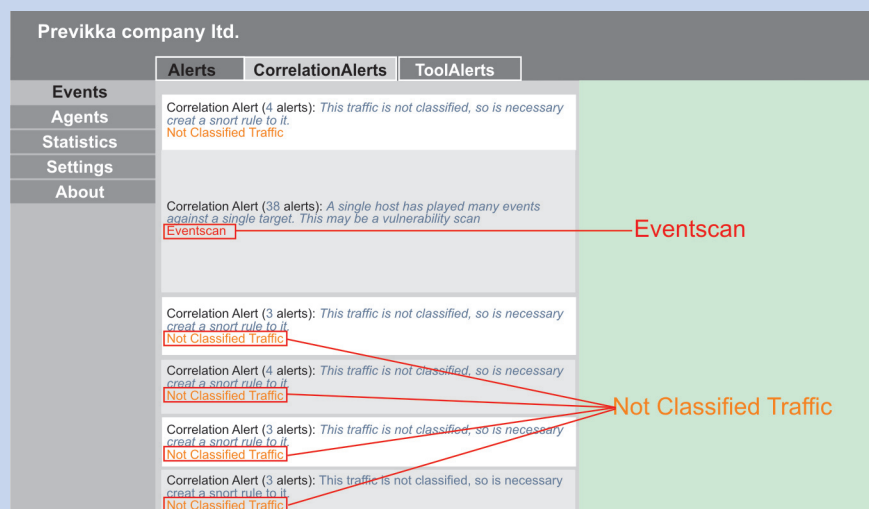 Previkka company ltd.
Alerts CorrelationAlerts ToolAlerts
Events
Agents
Statistics
Settings
About
Correlation Alert (4 alerts): This traffic is not classified, so is necessary
creat a snort rule to it.
Not Classified Traffic
Correlation Alert (38 alerts): A single host has played many events
against a single target. This may be a vulnerability scan
Eventscan
Eventscan
Correlation Alert (3 alerts): This traffic is not classified, so is necessary
creat a snort rule to it.
Not Classified Traffic
Correlation Alert (4 alerts): This traffic is not classified, so is necessary
creat a snort rule to it.
Not Classified Traffic
Not Classified Traffic
Correlation Alert (3 alerts): This traffic is not classified, so is necessary
creat a snort rule to it.
Not Classified Traffic
Correlation Alert (3 alerts): This traffic is not classified, so is necessary
creat a snort rule to it.
Not Classified Traffic